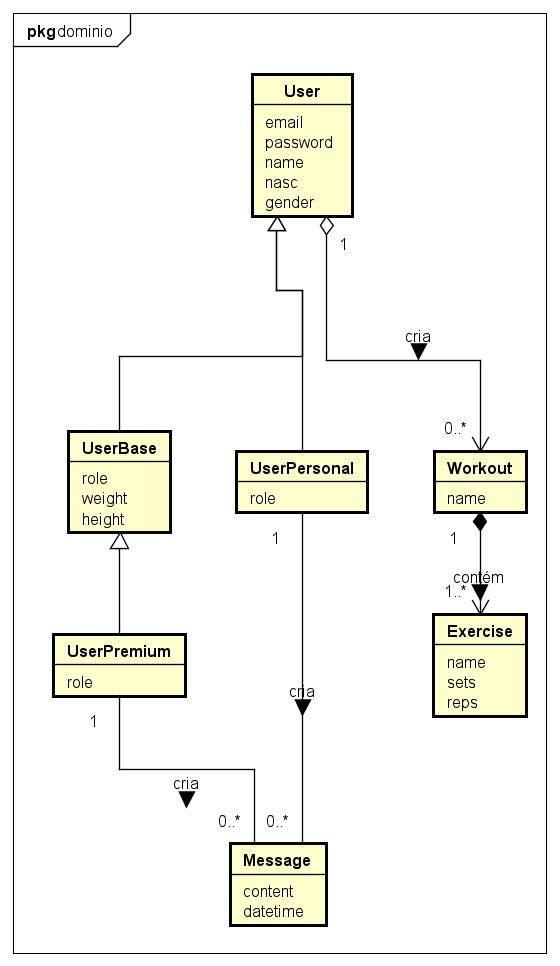 pkg dominio
User
email
password
name
nasc
gender
1
cria
0..*
UserBase
role
weight
height
UserPersonal
role
Workout
name
1
1
contém
1..*
Exercise
name
sets
reps
UserPremium
role
1
cria
cria
0..*
0..*
Message
content
datetime